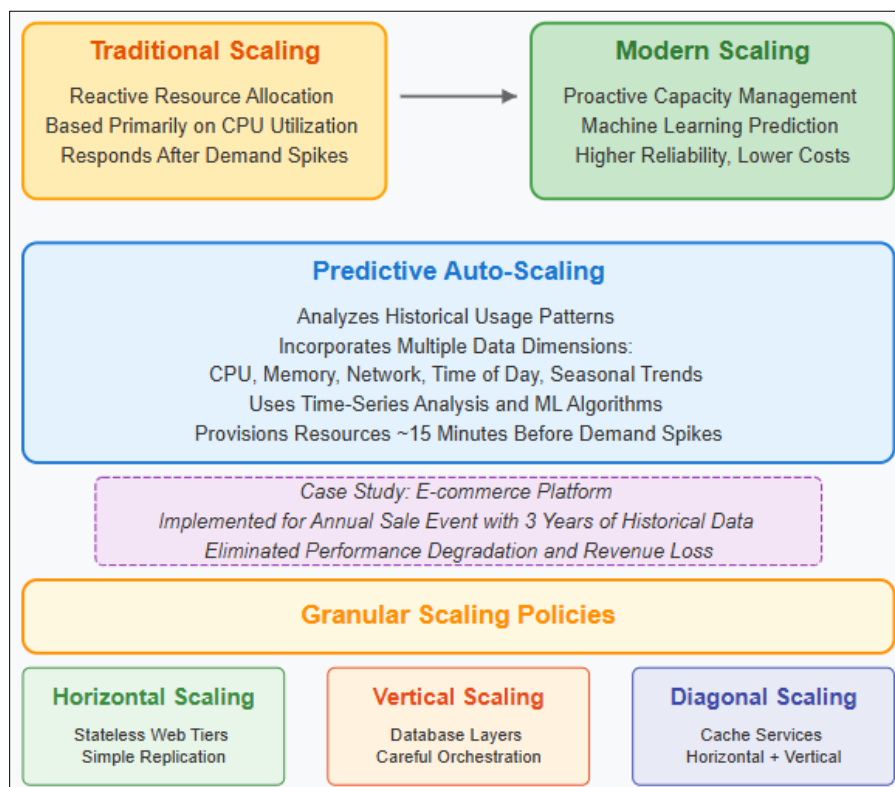 Traditional Scaling
Reactive Resource Allocation
Based Primarily on CPU Utilization
Responds After Demand Spikes
Modern Scaling
Proactive Capacity Management
Machine Learning Prediction
Higher Reliability, Lower Costs
Predictive Auto-Scaling
Analyzes Historical Usage Patterns
Incorporates Multiple Data Dimensions:
CPU, Memory, Network, Time of Day, Seasonal Trends
Uses Time-Series Analysis and ML Algorithms
Provisions Resources ~15 Minutes Before Demand Spikes
Case Study: E-commerce Platform
Implemented for Annual Sale Event with 3 Years of Historical Data
Eliminated Performance Degradation and Revenue Loss
Granular Scaling Policies
Horizontal Scaling
Stateless Web Tiers
Simple Replication
Vertical Scaling
Database Layers
Careful Orchestration
Diagonal Scaling
Cache Services
Horizontal + Vertical